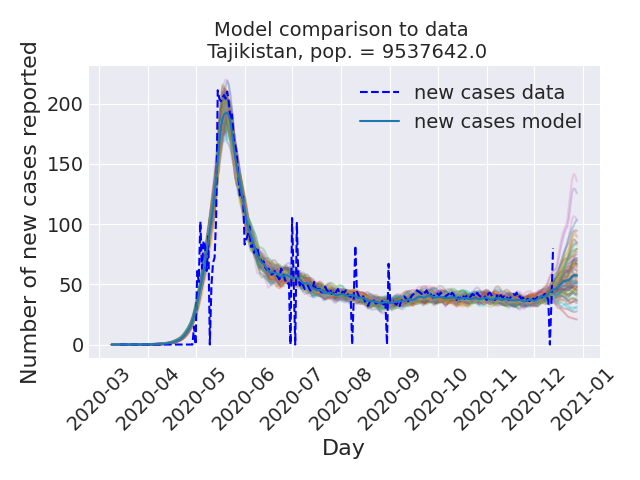 Model comparison to data
Tajikistan, pop. = 9537642.0
new cases data
new cases model
Number of new cases reported
200
150
100
50
0
2020-03
2020-04
2020-05
2020-06
2020-07
2020-08
2020-09
2020-10
2020-11
2020-12
2021-01
Day